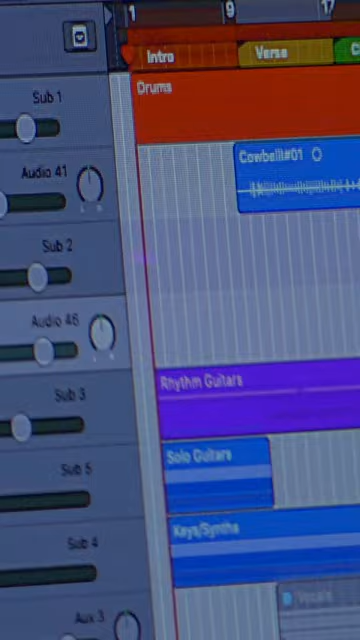 1 9 17
Intro Verse C
Drums
Sub 1
Cowbell#01
Audio 41
Sub 2
Audio 46
Rhythm Guitars
Sub 3
Solo Guitars
Sub 5
Keys/Synths
Sub 4
Vocals
Aux 3